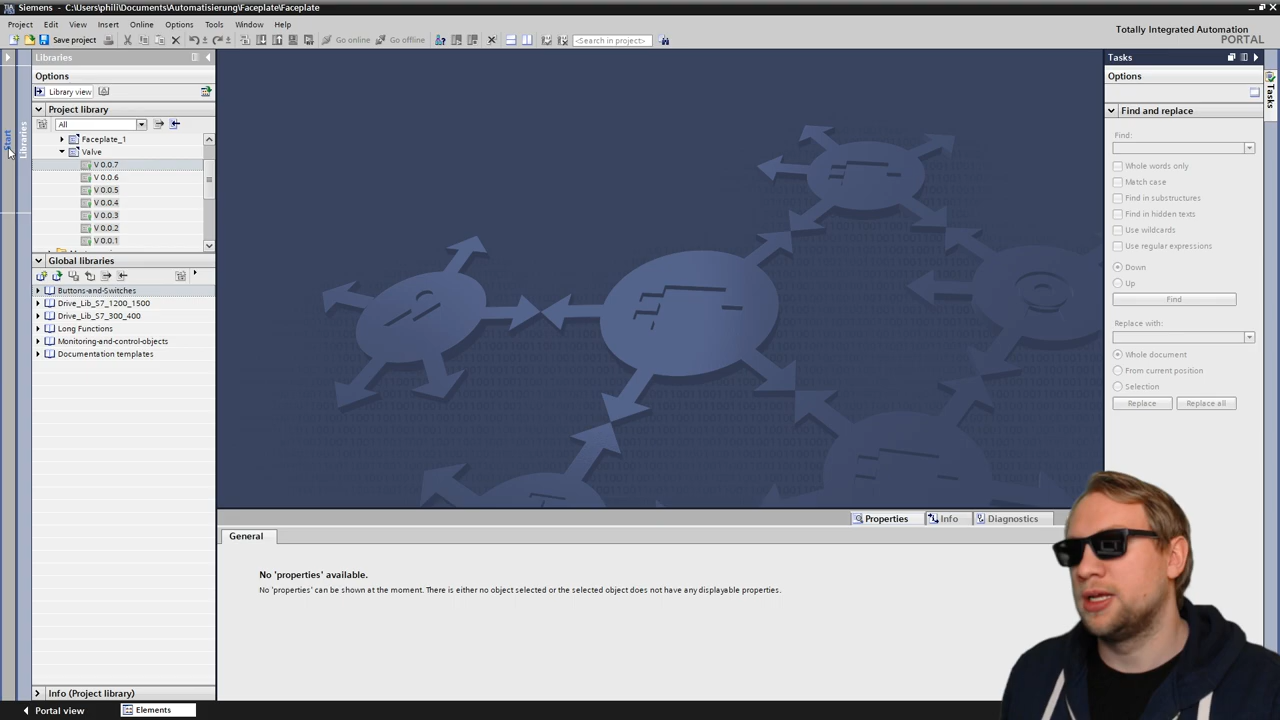 Siemens - C:\Users\phili\Documents\Automatisierung\Faceplate\Faceplate
Project Edit View Insert Online Options Tools Window Help
Save project
Go online
Go offline
<Search in project>
Totally Integrated Automation
PORTAL
Start
Libraries
Libraries
Options
Library view
Project library
All
Faceplate_1
Valve
V 0.0.7
V 0.0.6
V 0.0.5
V 0.0.4
V 0.0.3
V 0.0.2
V 0.0.1
Global libraries
Buttons-and-Switches
Drive_Lib_S7_1200_1500
Drive_Lib_S7_300_400
Long Functions
Monitoring-and-control-objects
Documentation templates
Info (Project library)
Portal view
Elements
Properties
Info
Diagnostics
General
No 'properties' available.
No 'properties' can be shown at the moment. There is either no object selected or the selected object does not have any displayable properties.
Tasks
Tasks
Options
Find and replace
Find:
Whole words only
Match case
Find in substructures
Find in hidden texts
Use wildcards
Use regular expressions
Down
Up
Find
Replace with:
Whole document
From current position
Selection
Replace
Replace all